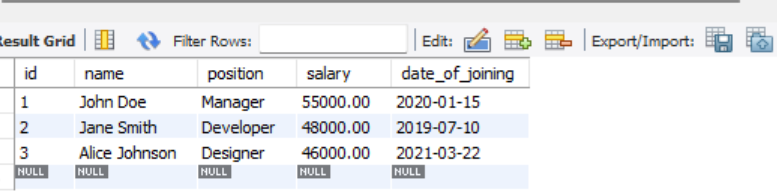 Result Grid Filter Rows: Edit: Export/Import:
id name position salary date_of_joining
1 John Doe Manager 55000.00 2020-01-15
2 Jane Smith Developer 48000.00 2019-07-10
3 Alice Johnson Designer 46000.00 2021-03-22
NULL NULL NULL NULL NULL